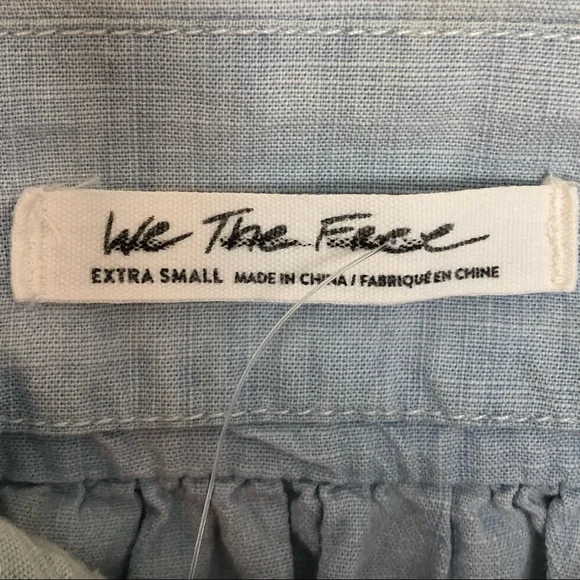 We The Free
EXTRA SMALL MADE IN CHINA / FABRIQUÉ EN CHINE